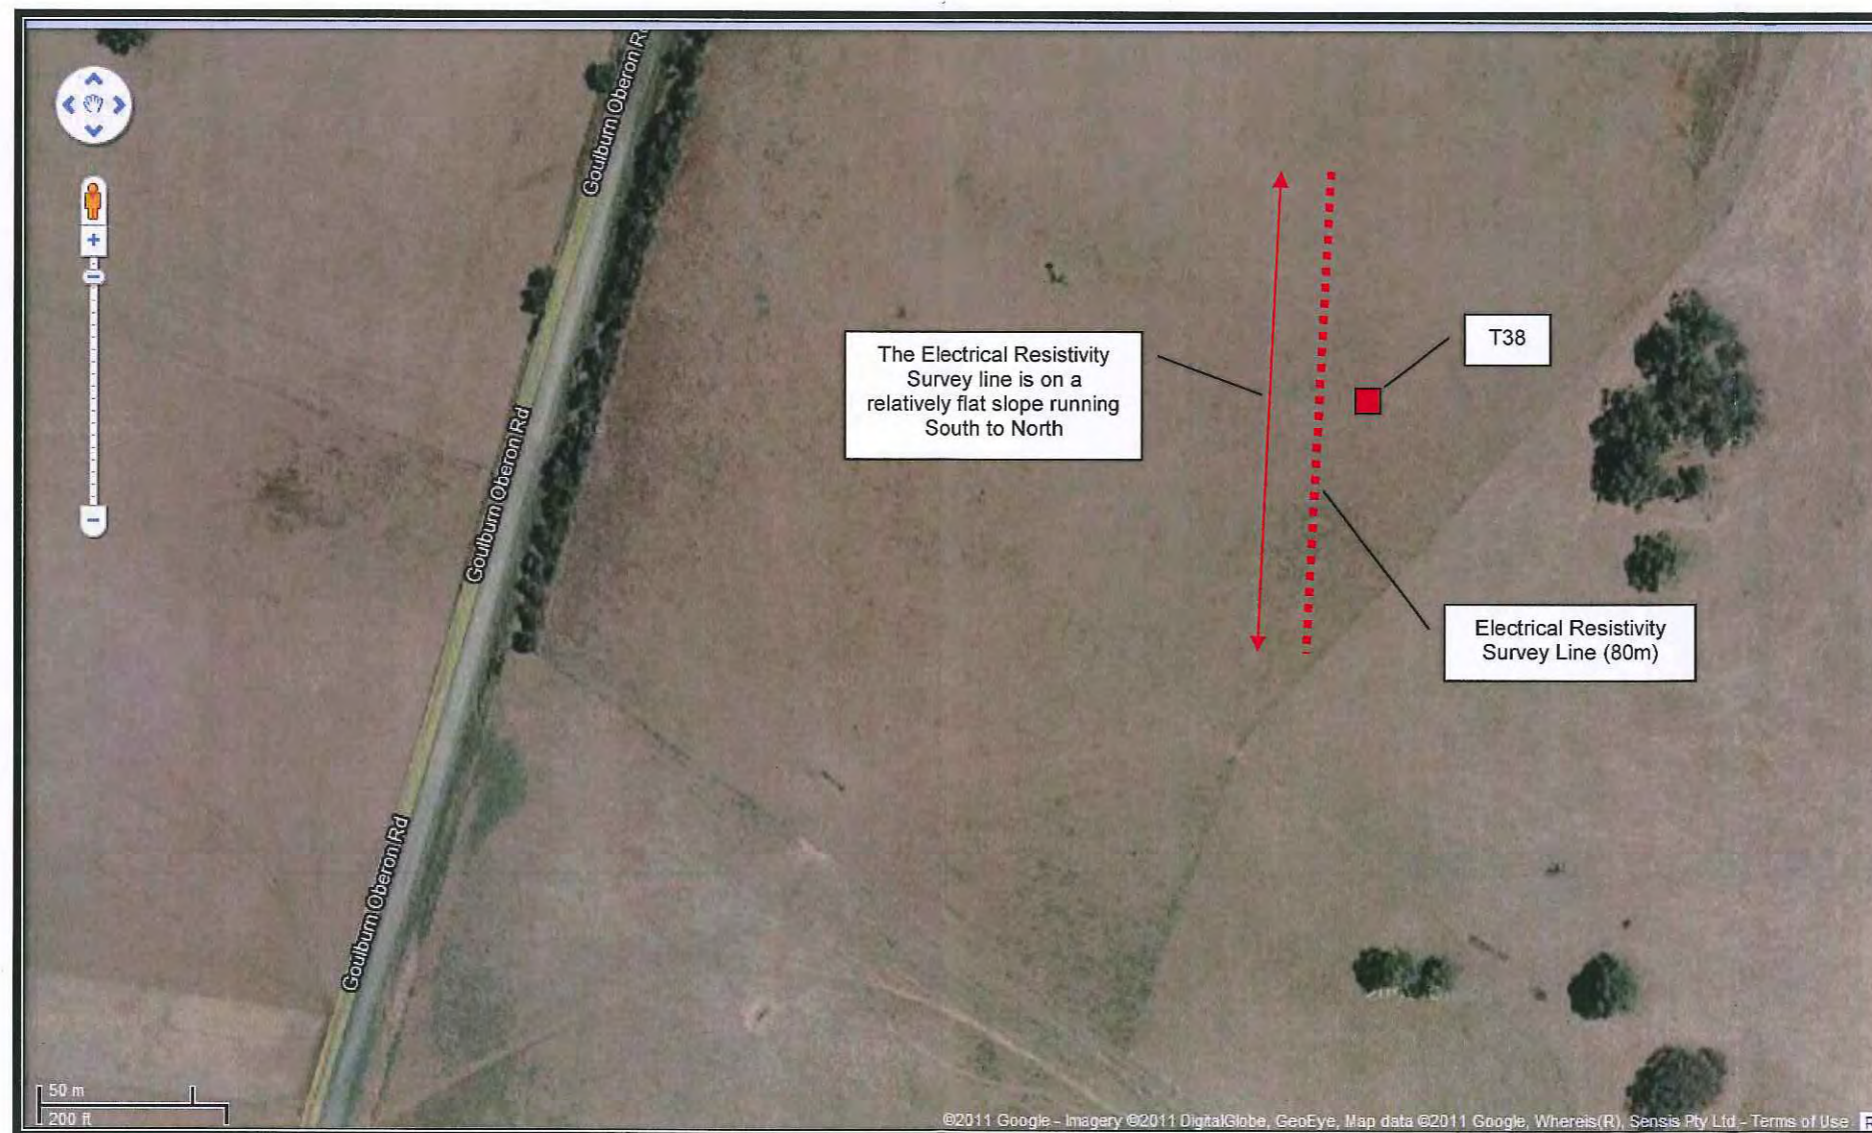 Goulburn Oberon Rd
The Electrical Resistivity
Survey line is on a
relatively flat slope running
South to North
T38
Goulburn Oberon Rd
Electrical Resistivity
Survey Line (80m)
Goulburn Oberon Rd
50 m
200 ft
©2011 Google - Imagery ©2011 DigitalGlobe, GeoEye, Map data ©2011 Google, Whereis(R), Sensis Pty Ltd - Terms of Use